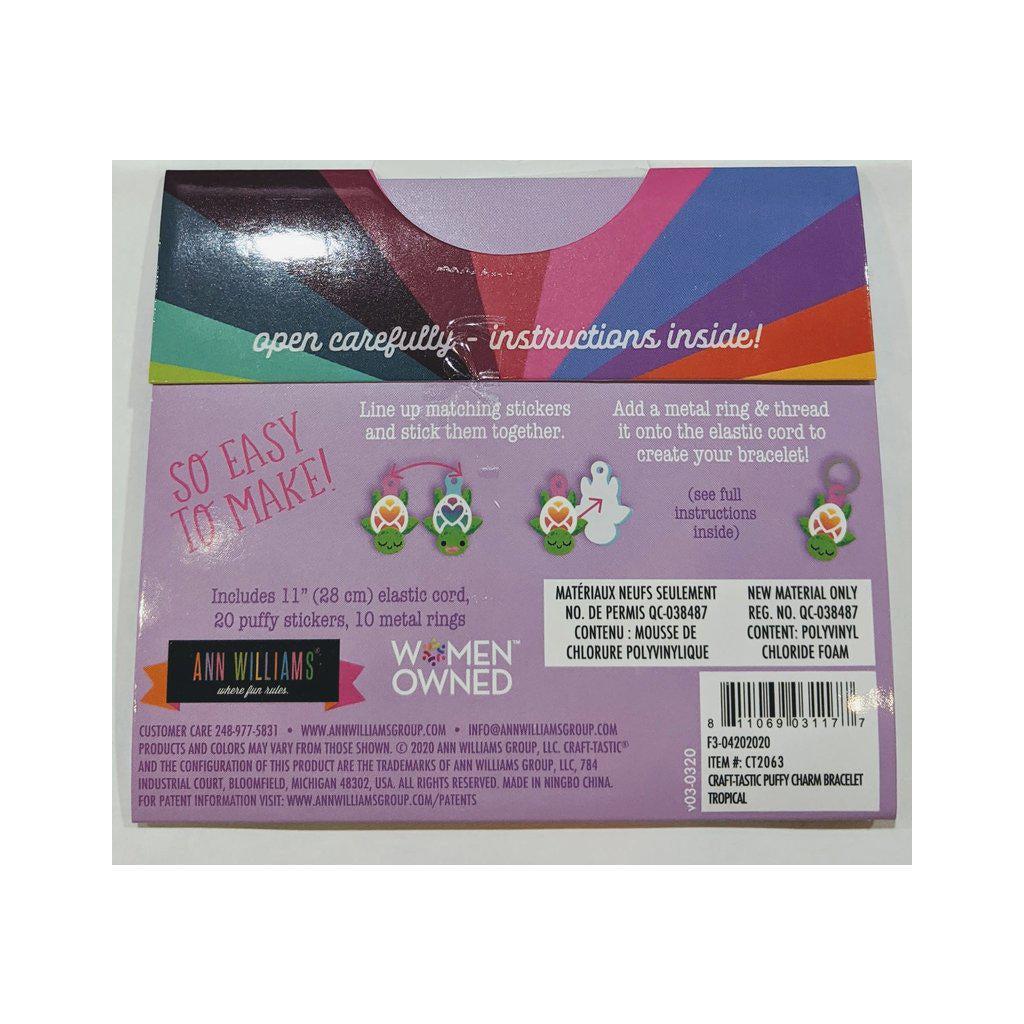 open carefully - instructions inside!
SO EASY
TO MAKE!
Line up matching stickers
and stick them together.
Add a metal ring & thread
it onto the elastic cord to
create your bracelet!
(see full
instructions
inside)
Includes 11" (28 cm) elastic cord,
20 puffy stickers, 10 metal rings
MATÉRIAUX NEUFS SEULEMENT
NO. DE PERMIS QC-038487
CONTENU : MOUSSE DE
CHLORURE POLYVINYLIQUE
NEW MATERIAL ONLY
REG. NO. QC-038487
CONTENT: POLYVINYL
CHLORIDE FOAM
ANN WILLIAMS®
where fun rules.
WOMEN™
OWNED
CUSTOMER CARE 248-977-5831 • WWW.ANNWILLIAMSGROUP.COM • INFO@ANNWILLIAMSGROUP.COM
PRODUCTS AND COLORS MAY VARY FROM THOSE SHOWN. © 2020 ANN WILLIAMS GROUP, LLC. CRAFT-TASTIC®
AND THE CONFIGURATION OF THIS PRODUCT ARE THE TRADEMARKS OF ANN WILLIAMS GROUP, LLC, 784
INDUSTRIAL COURT, BLOOMFIELD, MICHIGAN 48302, USA. ALL RIGHTS RESERVED. MADE IN NINGBO CHINA.
FOR PATENT INFORMATION VISIT: WWW.ANNWILLIAMSGROUP.COM/PATENTS
v03-0320
8 11069 03117 7
F3-04202020
ITEM #: CT2063
CRAFT-TASTIC PUFFY CHARM BRACELET
TROPICAL